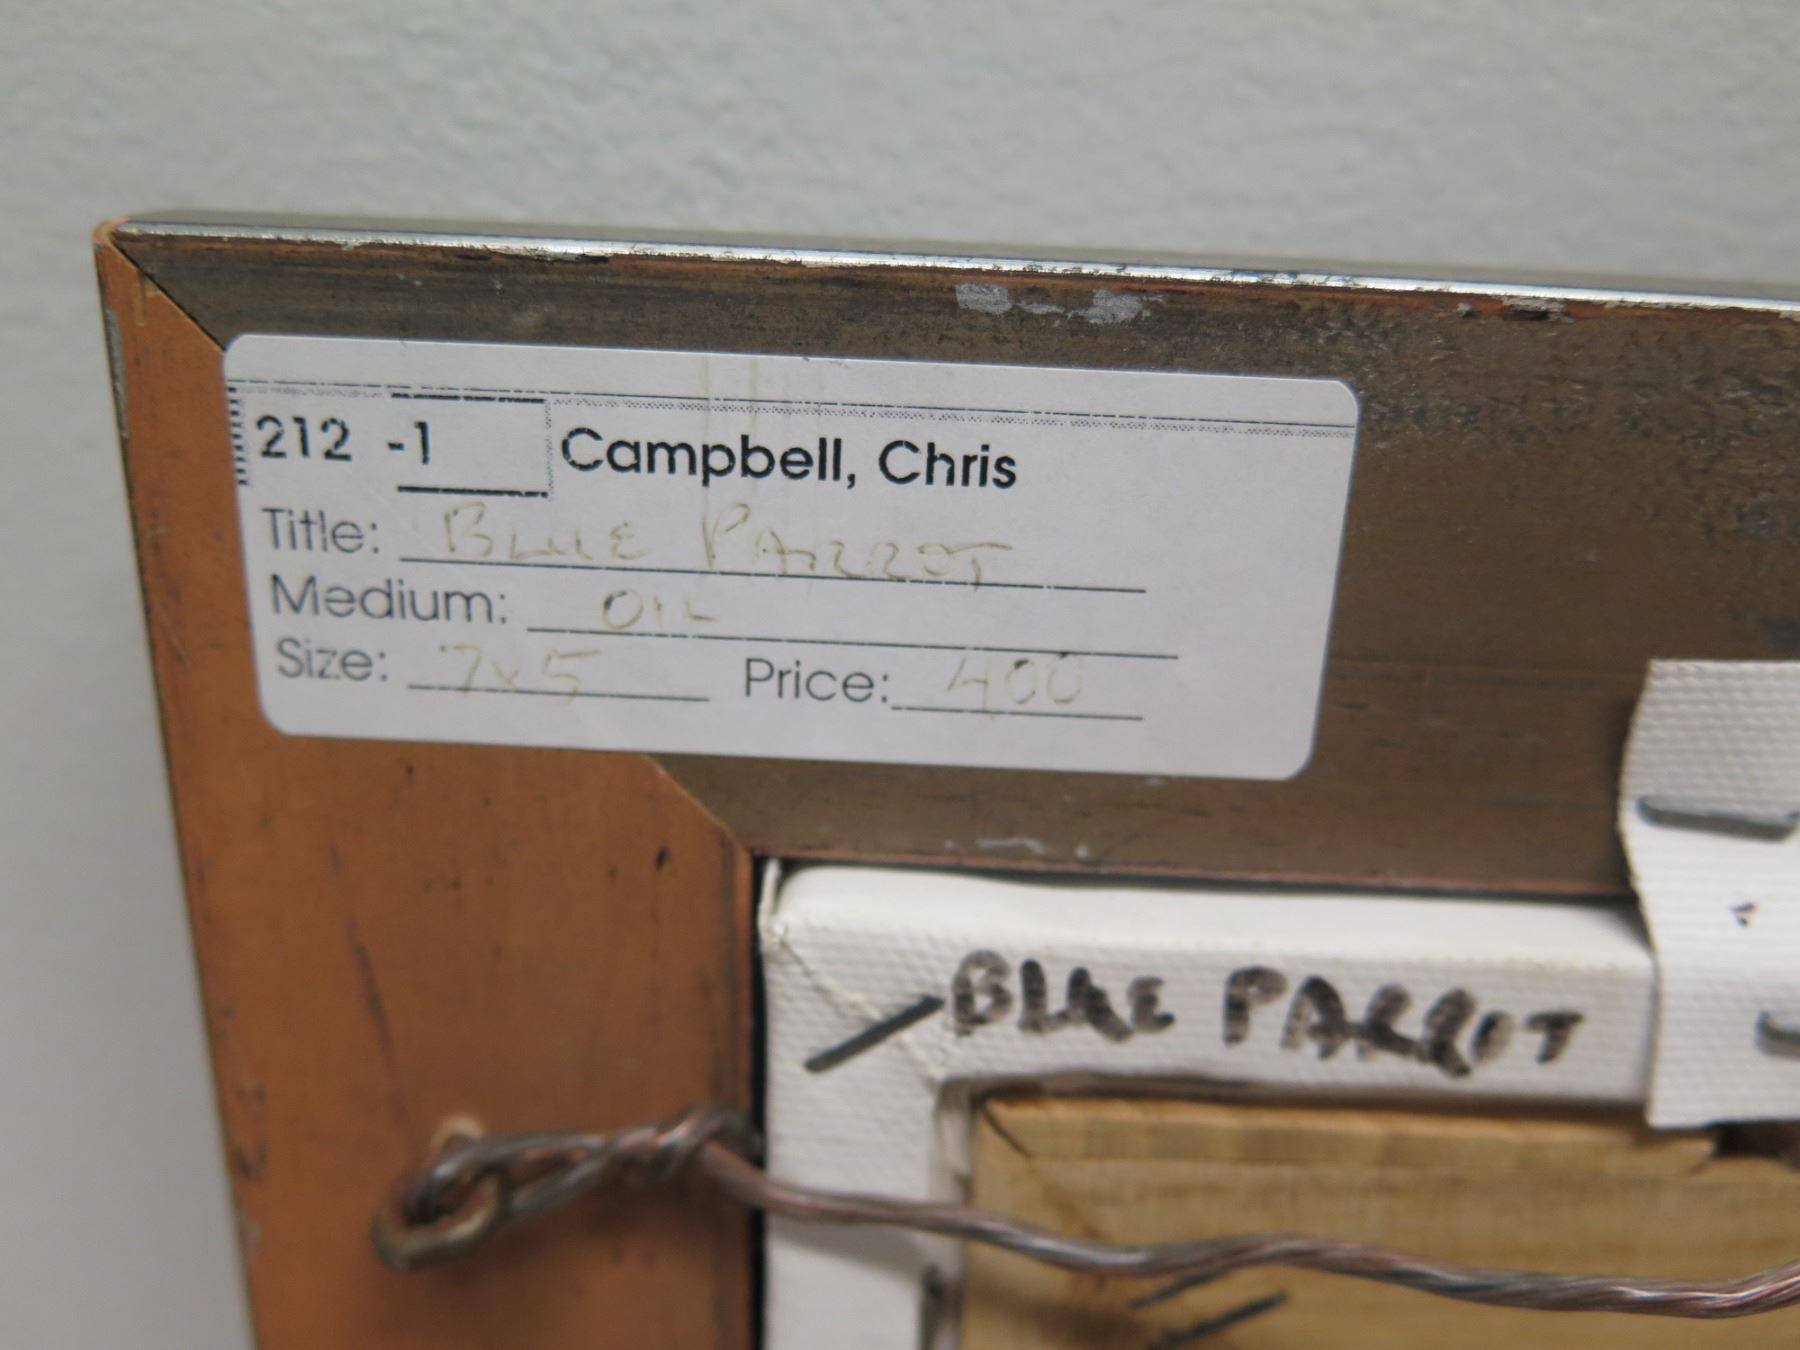 212 -1 Campbell, Chris
Title: BLUE PARROT
Medium: OIL
Size: 7x5 Price: 400
BLUE PARROT